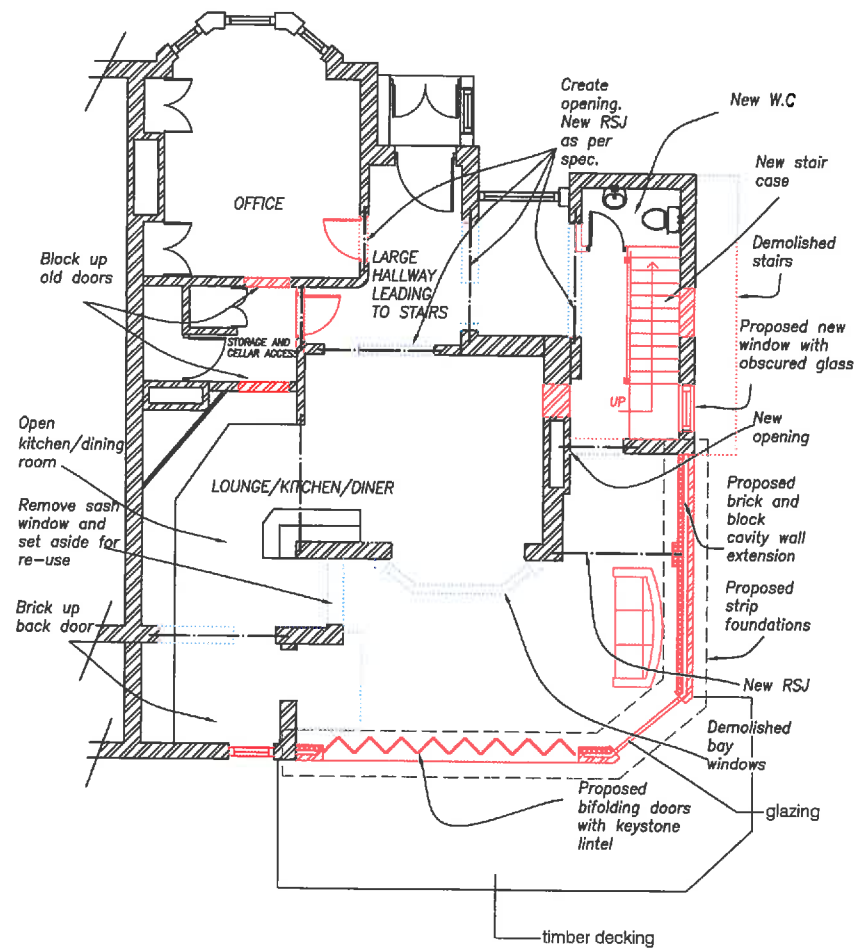 Create
opening.
New RSJ
as per
spec.
New W.C
New stair
case
OFFICE
Demolished
stairs
Block up
old doors
LARGE
HALLWAY
LEADING
TO STAIRS
STORAGE AND
CELLAR ACCESS
Proposed new
window with
obscured glass
UP
New
opening
Open
kitchen/dining
room
LOUNGE/KITCHEN/DINER
Proposed
brick and
block
cavity wall
extension
Remove sash
window and
set aside for
re-use
Proposed
strip
foundations
Brick up
back door
New RSJ
Demolished
bay
windows
Proposed
bifolding doors
with keystone
lintel
glazing
timber decking